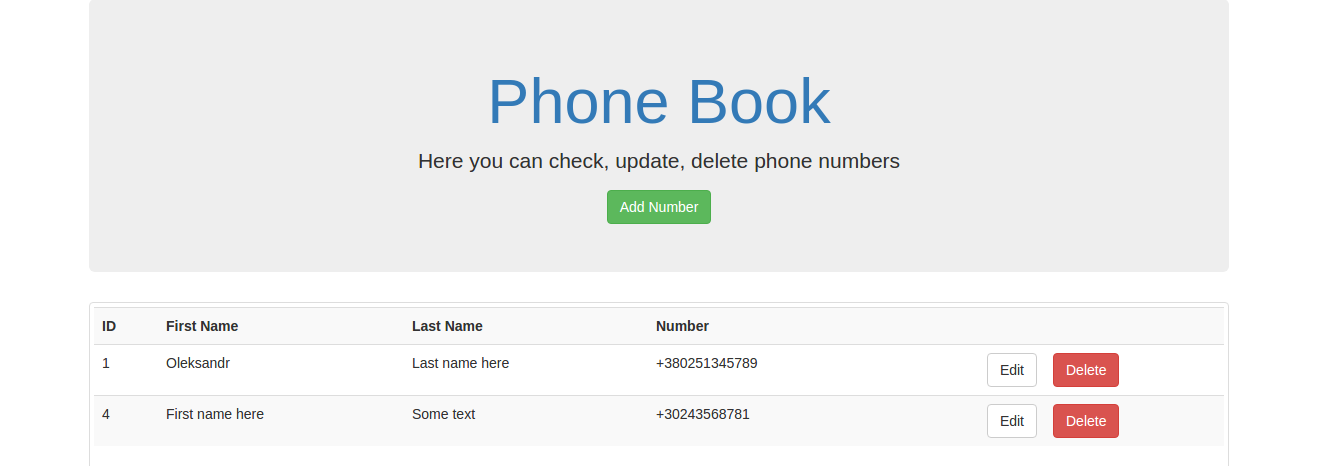 Phone Book
Here you can check, update, delete phone numbers
Add Number
ID First Name Last Name Number
1 Oleksandr Last name here +380251345789 Edit Delete
4 First name here Some text +30243568781 Edit Delete